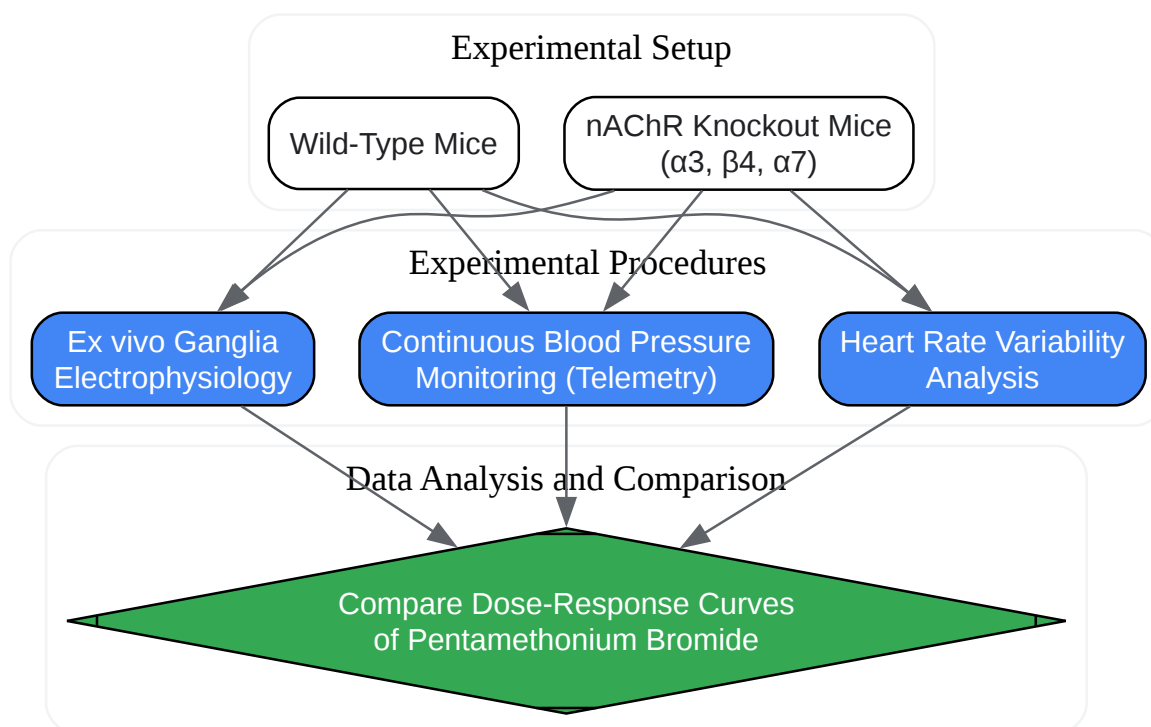 Experimental Setup
Wild-Type Mice
nAChR Knockout Mice
(α3, β4, α7)
Experimental Procedures
Ex vivo Ganglia
Electrophysiology
Continuous Blood Pressure
Monitoring (Telemetry)
Heart Rate Variability
Analysis
Data Analysis and Comparison
Compare Dose-Response Curves
of Pentamethonium Bromide